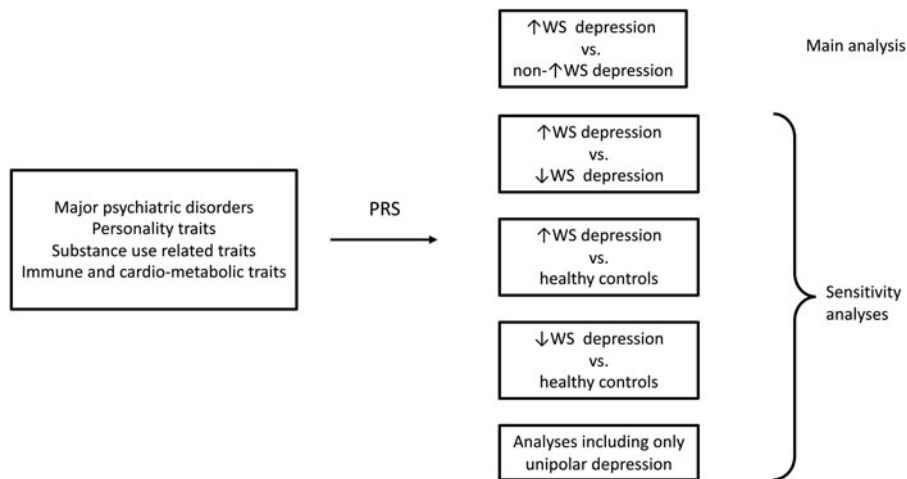 ↑WS depression
vs.
non-↑WS depression
Main analysis
↑WS depression
vs.
↓WS depression
Major psychiatric disorders
Personality traits
Substance use related traits
Immune and cardio-metabolic traits
PRS
↑WS depression
vs.
healthy controls
Sensitivity
analyses
↓WS depression
vs.
healthy controls
Analyses including only
unipolar depression